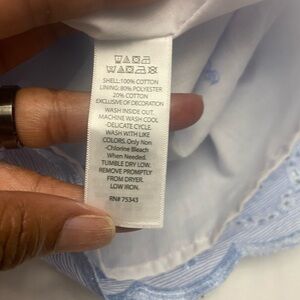 SHELL: 100% COTTON
LINING: 80% POLYESTER
20% COTTON
EXCLUSIVE OF DECORATION
WASH INSIDE OUT,
MACHINE WASH COOL
-DELICATE CYCLE.
WASH WITH LIKE
COLORS. Only Non
-Chlorine Bleach
When Needed.
TUMBLE DRY LOW.
REMOVE PROMPTLY
FROM DRYER.
LOW IRON.
RN# 75343